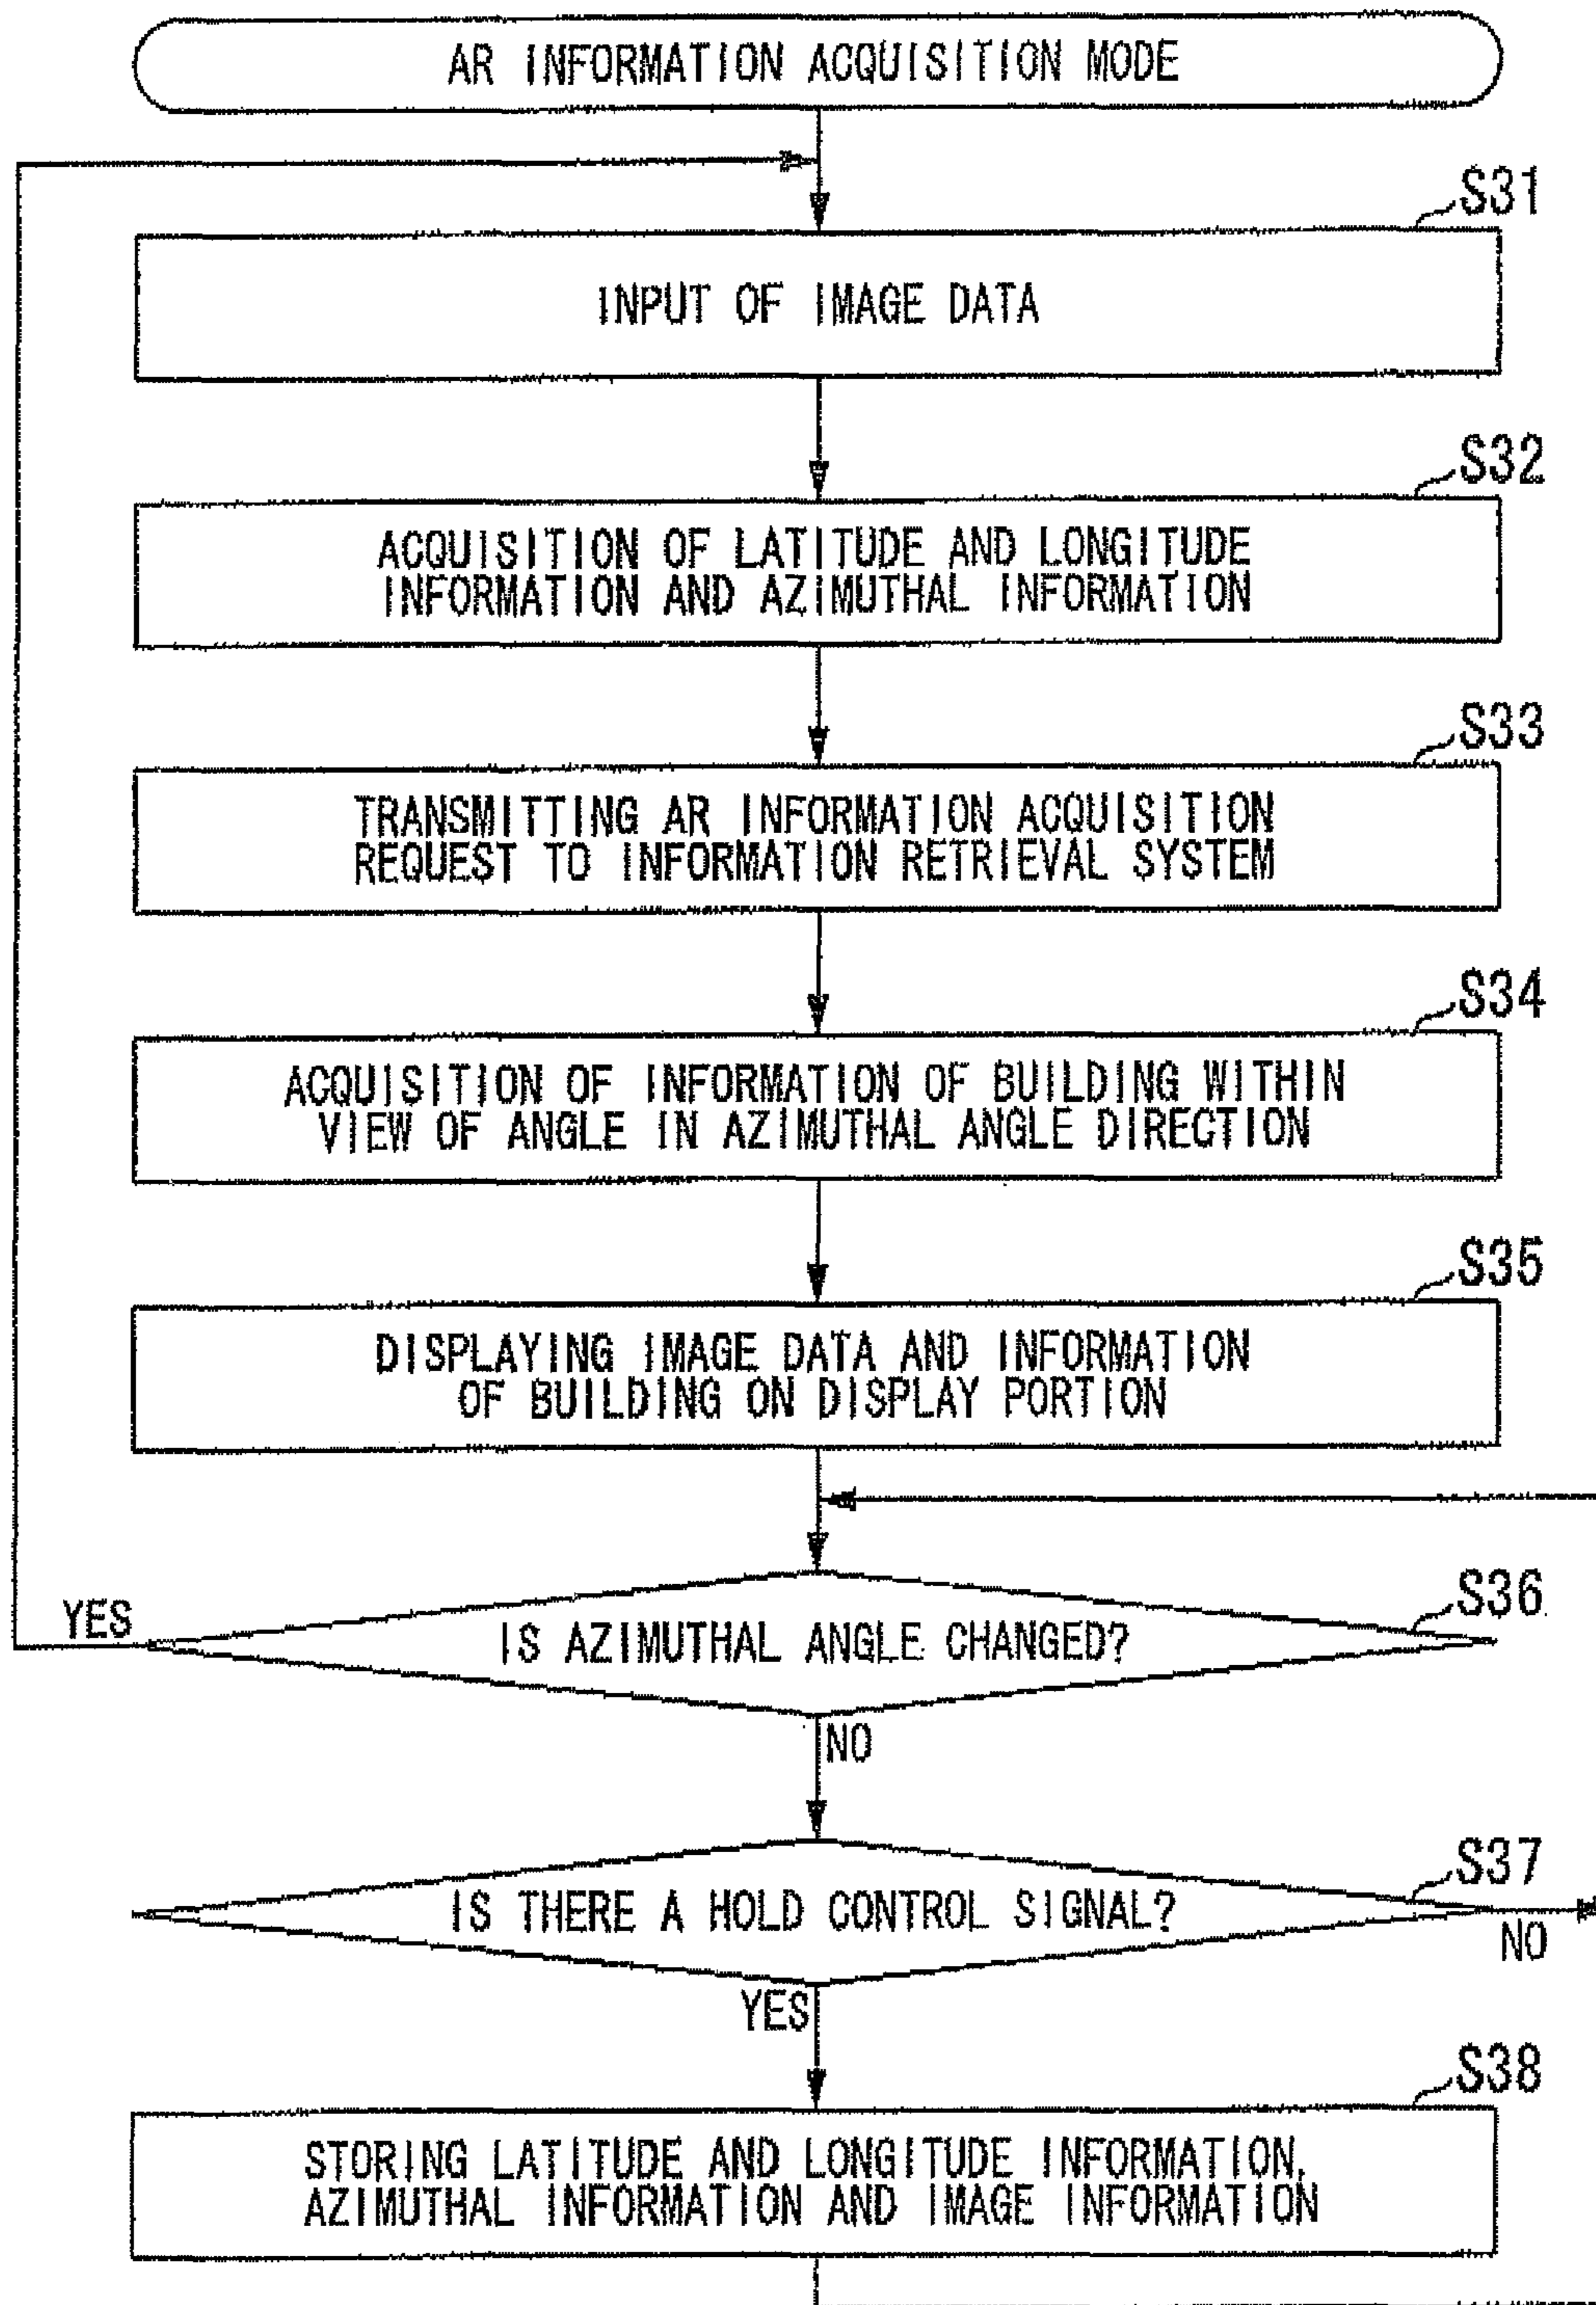 AR INFORMATION ACQUISITION MODE
S31
INPUT OF IMAGE DATA
S32
ACQUISITION OF LATITUDE AND LONGITUDE
INFORMATION AND AZIMUTHAL INFORMATION
S33
TRANSMITTING AR INFORMATION ACQUISITION
REQUEST TO INFORMATION RETRIEVAL SYSTEM
S34
ACQUISITION OF INFORMATION OF BUILDING WITHIN
VIEW OF ANGLE IN AZIMUTHAL ANGLE DIRECTION
S35
DISPLAYING IMAGE DATA AND INFORMATION
OF BUILDING ON DISPLAY PORTION
S36
YES
IS AZIMUTHAL ANGLE CHANGED?
NO
S37
IS THERE A HOLD CONTROL SIGNAL?
NO
YES
S38
STORING LATITUDE AND LONGITUDE INFORMATION,
AZIMUTHAL INFORMATION AND IMAGE INFORMATION